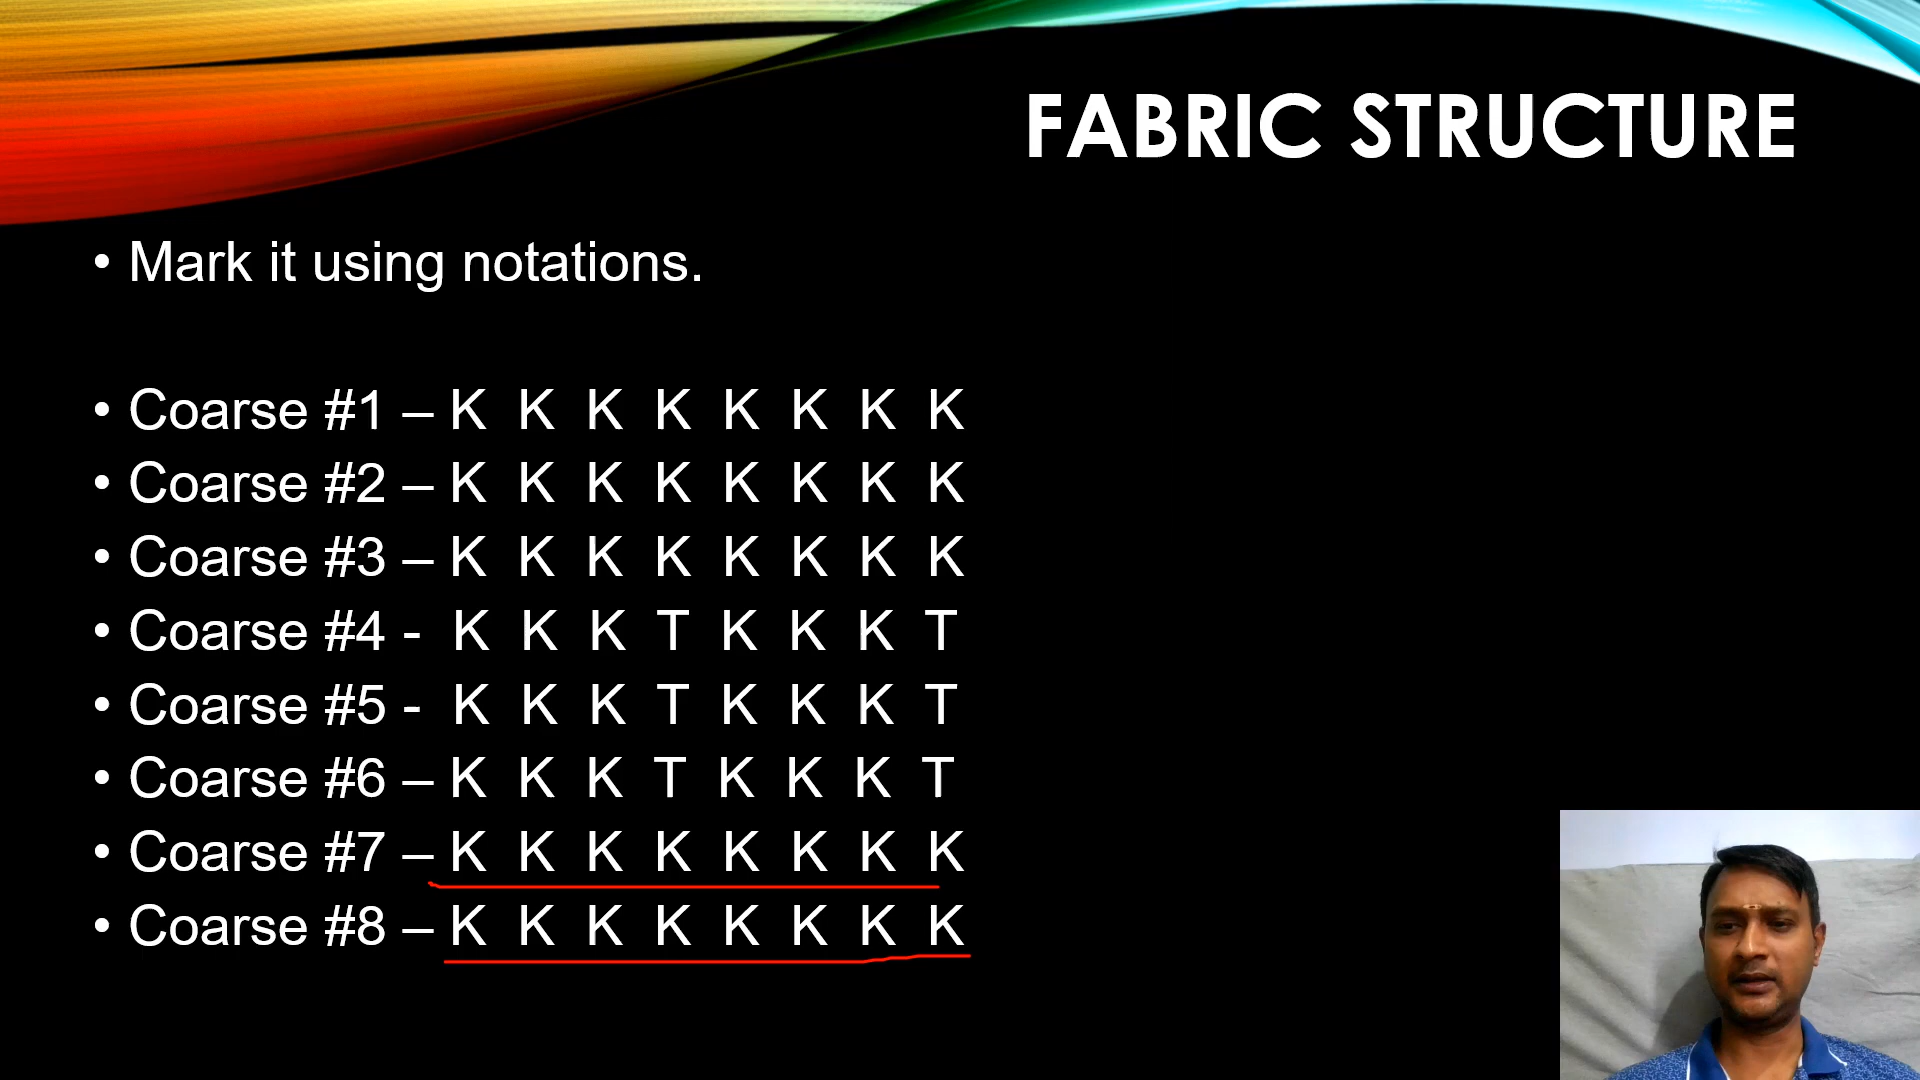 FABRIC STRUCTURE
• Mark it using notations.
• Coarse #1 – K K K K K K K K
• Coarse #2 – K K K K K K K K
• Coarse #3 – K K K K K K K K
• Coarse #4 - K K K T K K K T
• Coarse #5 - K K K T K K K T
• Coarse #6 – K K K T K K K T
• Coarse #7 – K K K K K K K K
• Coarse #8 – K K K K K K K K